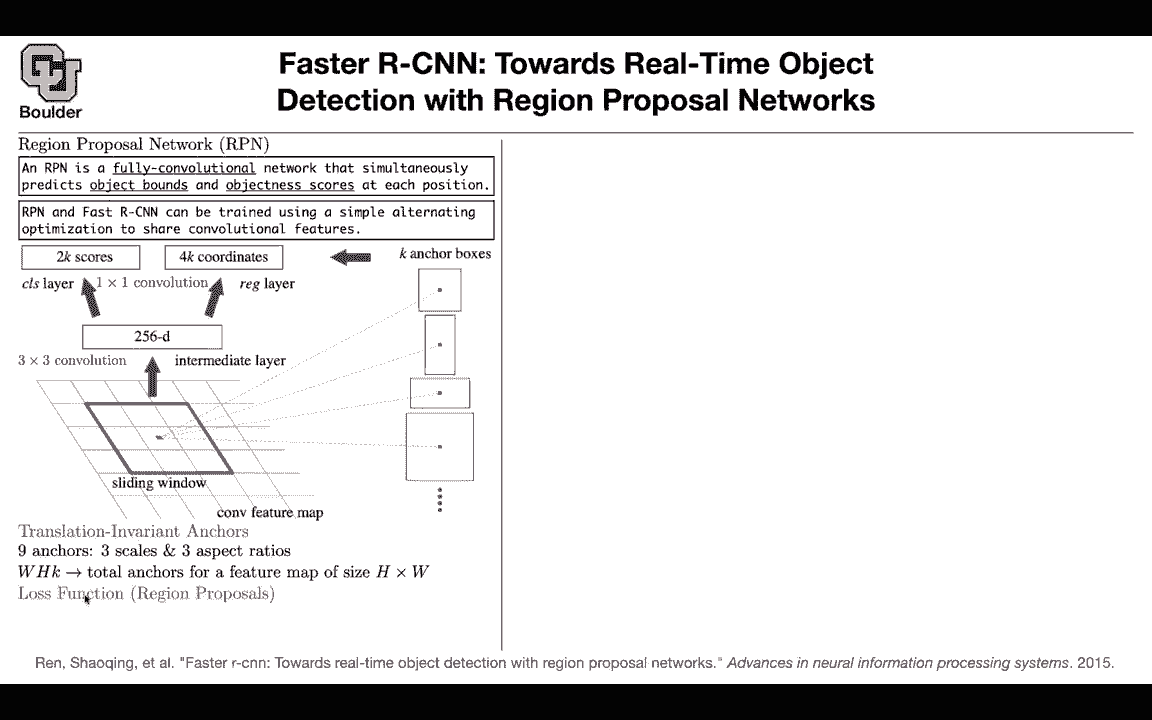 Boulder
Faster R-CNN: Towards Real-Time Object
Detection with Region Proposal Networks
Region Proposal Network (RPN)
An RPN is a fully-convolutional network that simultaneously
predicts object bounds and objectness scores at each position.
RPN and Fast R-CNN can be trained using a simple alternating
optimization to share convolutional features.
2k scores 4k coordinates k anchor boxes
cls layer 1 × 1 convolution reg layer
256-d
3 × 3 convolution intermediate layer
sliding window
conv feature map
Translation-Invariant Anchors
9 anchors: 3 scales & 3 aspect ratios
WHk → total anchors for a feature map of size H × W
Loss Function (Region Proposals)
Ren, Shaoqing, et al. "Faster r-cnn: Towards real-time object detection with region proposal networks." Advances in neural information processing systems. 2015.